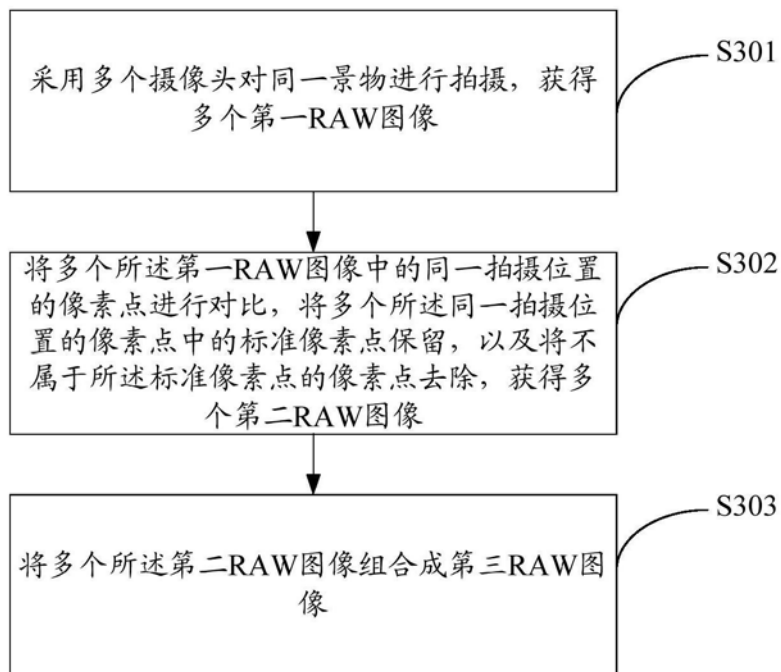 采用多个摄像头对同一景物进行拍摄，获得
多个第一RAW图像
S301
将多个所述第一RAW图像中的同一拍摄位置
的像素点进行对比，将多个所述同一拍摄位
置的像素点中的标准像素点保留，以及将不
属于所述标准像素点的像素点去除，获得多
个第二RAW图像
S302
将多个所述第二RAW图像组合成第三RAW图
像
S303